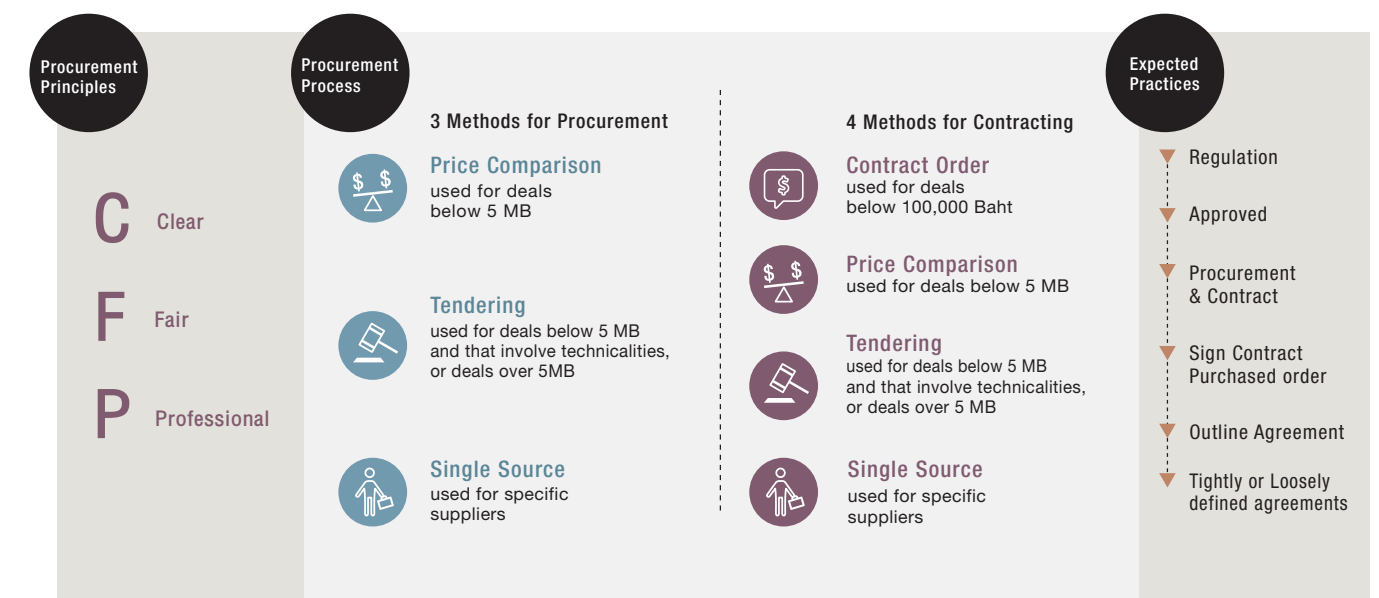 Procurement
Principles
C Clear
F Fair
P Professional
Procurement
Process
3 Methods for Procurement
Price Comparison
used for deals
below 5 MB
Tendering
used for deals below 5 MB
and that involve technicalities,
or deals over 5MB
Single Source
used for specific
suppliers
4 Methods for Contracting
Contract Order
used for deals
below 100,000 Baht
Price Comparison
used for deals below 5 MB
Tendering
used for deals below 5 MB
and that involve technicalities,
or deals over 5 MB
Single Source
used for specific
suppliers
Expected
Practices
Regulation
Approved
Procurement
& Contract
Sign Contract
Purchased order
Outline Agreement
Tightly or Loosely
defined agreements